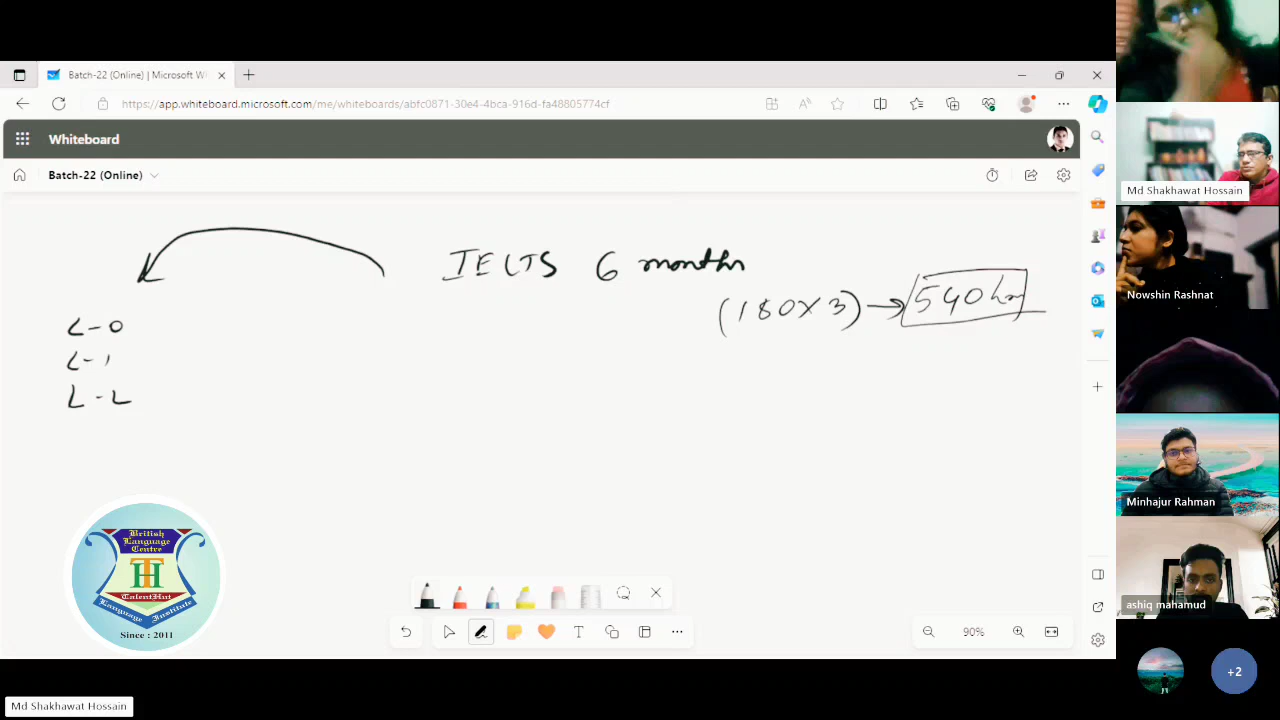 Batch-22 (Online) | Microsoft W
https://app.whiteboard.microsoft.com/me/whiteboards/abfc0871-30e4-4bca-916d-fa48805774cf
Whiteboard
Batch-22 (Online)
IELTS 6 months
(180X3) → 540 hr
L-0
L-1
L-2
British
Language
Centre
TH
TalentHut
Language Institute
Since : 2011
90%
Md Shakhawat Hossain
Nowshin Rashnat
Minhajur Rahman
ashiq mahamud
+2
Md Shakhawat Hossain